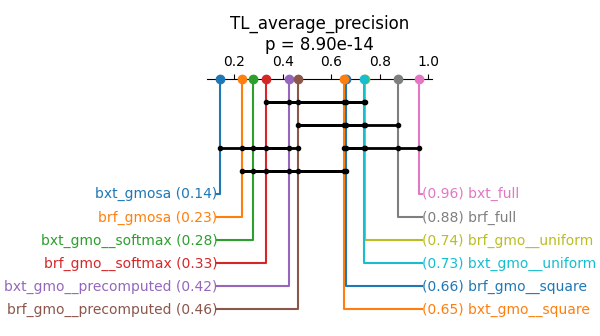 TL_average_precision
p = 8.90e-14
0.2 0.4 0.6 0.8 1.0
bxt_gmosa (0.14) (0.96) bxt_full
brf_gmosa (0.23) (0.88) brf_full
bxt_gmo__softmax (0.28) (0.74) brf_gmo__uniform
brf_gmo__softmax (0.33) (0.73) bxt_gmo__uniform
bxt_gmo__precomputed (0.42) (0.66) brf_gmo__square
brf_gmo__precomputed (0.46) (0.65) bxt_gmo__square